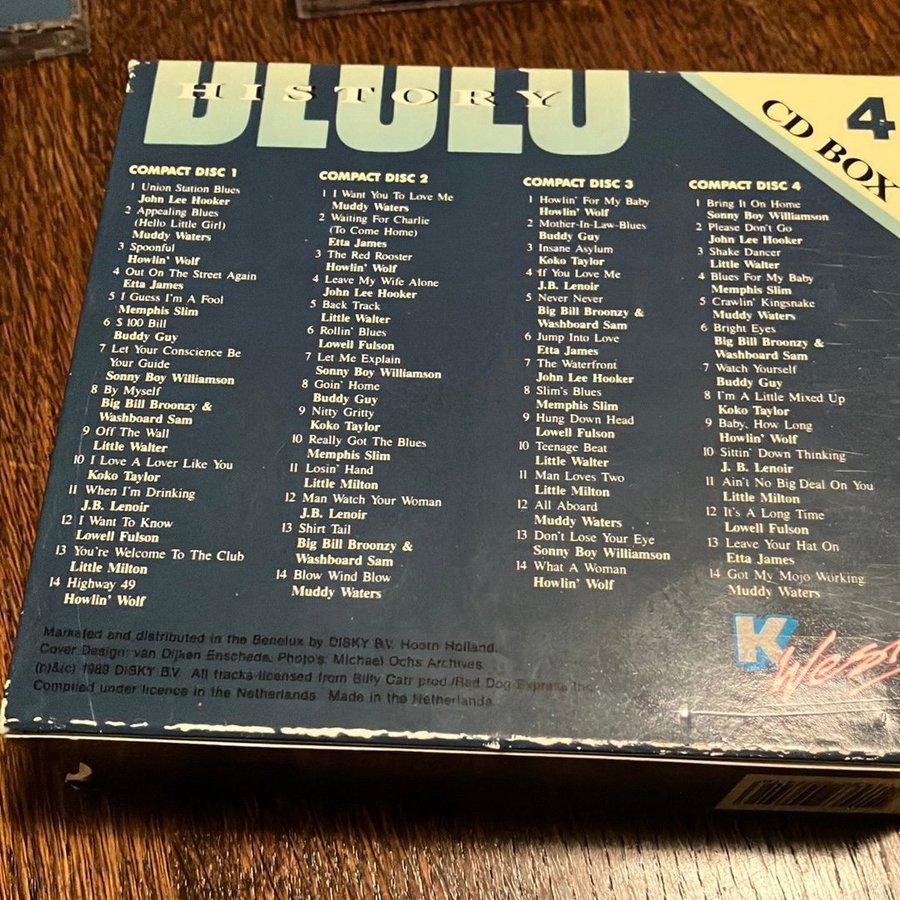 BLUES
HISTORY
4
CD BOX
COMPACT DISC 1
1 Union Station Blues
John Lee Hooker
2 Appealing Blues
(Hello Little Girl)
Muddy Waters
3 Spoonful
Howlin' Wolf
4 Out On The Street Again
Etta James
5 I Guess I'm A Fool
Memphis Slim
6 $ 100 Bill
Buddy Guy
7 Let Your Conscience Be
Your Guide
Sonny Boy Williamson
8 By Myself
Big Bill Broonzy &
Washboard Sam
9 Off The Wall
Little Walter
10 I Love A Lover Like You
Koko Taylor
11 When I'm Drinking
J.B. Lenoir
12 I Want To Know
Lowell Fulson
13 You're Welcome To The Club
Little Milton
14 Highway 49
Howlin' Wolf
COMPACT DISC 2
1 I Want You To Love Me
Muddy Waters
2 Waiting For Charlie
(To Come Home)
Etta James
3 The Red Rooster
Howlin' Wolf
4 Leave My Wife Alone
John Lee Hooker
5 Back Track
Little Walter
6 Rollin' Blues
Lowell Fulson
7 Let Me Explain
Sonny Boy Williamson
8 Goin' Home
Buddy Guy
9 Nitty Gritty
Koko Taylor
10 Really Got The Blues
Memphis Slim
11 Losin' Hand
Little Milton
12 Man Watch Your Woman
J.B. Lenoir
13 Shirt Tail
Big Bill Broonzy &
Washboard Sam
14 Blow Wind Blow
Muddy Waters
COMPACT DISC 3
1 Howlin' For My Baby
Howlin' Wolf
2 Mother-In-Law-Blues
Buddy Guy
3 Insane Asylum
Koko Taylor
4 'If You Love Me
J.B. Lenoir
5 Never Never
Big Bill Broonzy &
Washboard Sam
6 Jump Into Love
Etta James
7 The Waterfront
John Lee Hooker
8 Slim's Blues
Memphis Slim
9 Hung Down Head
Lowell Fulson
10 Teenage Beat
Little Walter
11 Man Loves Two
Little Milton
12 All Aboard
Muddy Waters
13 Don't Lose Your Eye
Sonny Boy Williamson
14 What A Woman
Howlin' Wolf
COMPACT DISC 4
1 Bring It On Home
Sonny Boy Williamson
2 Please Don't Go
John Lee Hooker
3 Shake Dancer
Little Walter
4 Blues For My Baby
Memphis Slim
5 Crawlin' Kingsnake
Muddy Waters
6 Bright Eyes
Big Bill Broonzy &
Washboard Sam
7 Watch Yourself
Buddy Guy
8 I'm A Little Mixed Up
Koko Taylor
9 Baby, How Long
Howlin' Wolf
10 Sittin' Down Thinking
J. B. Lenoir
11 Ain't No Big Deal On You
Little Milton
12 It's A Long Time
Lowell Fulson
13 Leave Your Hat On
Etta James
14 Got My Mojo Working
Muddy Waters
Marketed and distributed in the Benelux by DISKY B.V. Hoorn Holland.
Cover Design: van Dijken Enschede. Photo's: Michael Ochs Archives.
(p)&(c) 1989 DISKY B.V. All tracks licensed from Billy Carr prod./Red Dog Express Inc.
Compiled under licence in the Netherlands. Made in the Netherlands.
K
West